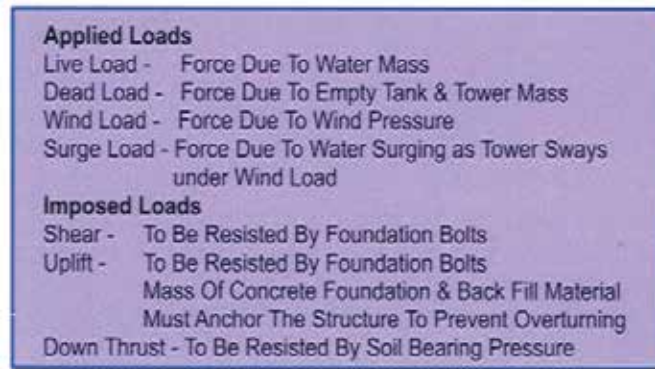 Applied Loads
Live Load - Force Due To Water Mass
Dead Load - Force Due To Empty Tank & Tower Mass
Wind Load - Force Due To Wind Pressure
Surge Load - Force Due To Water Surging as Tower Sways
under Wind Load
Imposed Loads
Shear - To Be Resisted By Foundation Bolts
Uplift - To Be Resisted By Foundation Bolts
Mass Of Concrete Foundation & Back Fill Material
Must Anchor The Structure To Prevent Overturning
Down Thrust - To Be Resisted By Soil Bearing Pressure